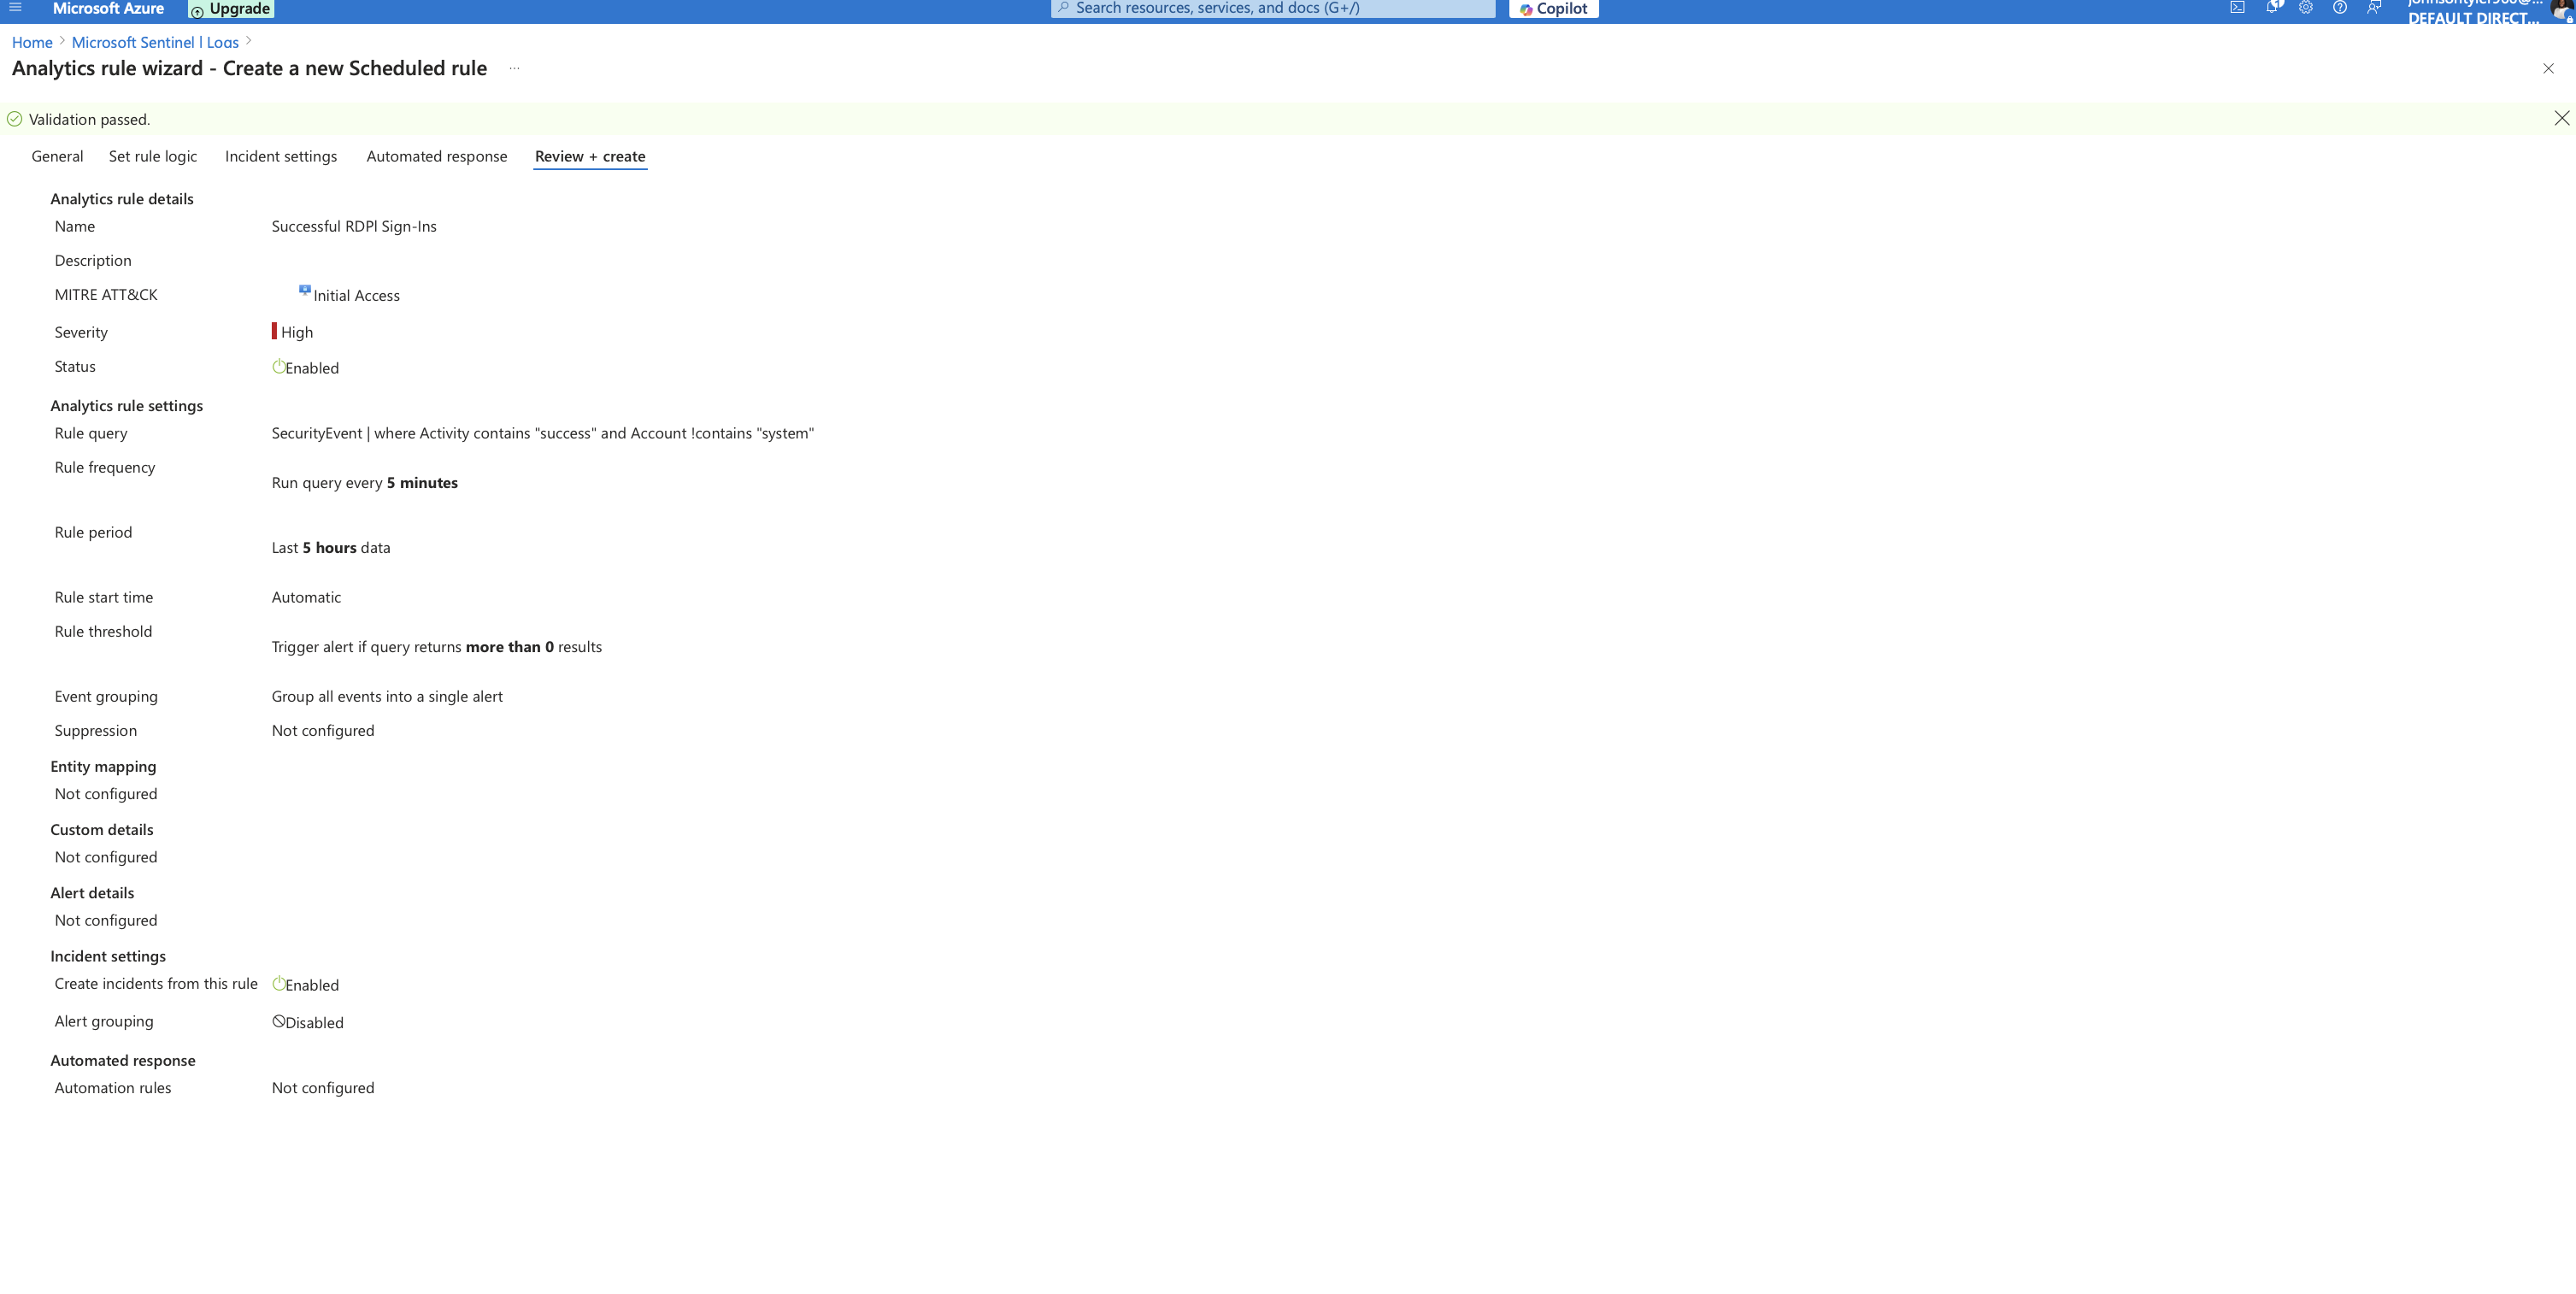 Microsoft Azure Upgrade Search resources, services, and docs (G+/) Copilot
DEFAULT DIRECT...
Home > Microsoft Sentinel | Logs >
Analytics rule wizard - Create a new Scheduled rule ...
Validation passed.
General Set rule logic Incident settings Automated response Review + create
Analytics rule details
Name Successful RDPl Sign-Ins
Description
MITRE ATT&CK Initial Access
Severity High
Status Enabled
Analytics rule settings
Rule query SecurityEvent | where Activity contains "success" and Account !contains "system"
Rule frequency
Run query every 5 minutes
Rule period
Last 5 hours data
Rule start time Automatic
Rule threshold
Trigger alert if query returns more than 0 results
Event grouping Group all events into a single alert
Suppression Not configured
Entity mapping
Not configured
Custom details
Not configured
Alert details
Not configured
Incident settings
Create incidents from this rule Enabled
Alert grouping Disabled
Automated response
Automation rules Not configured